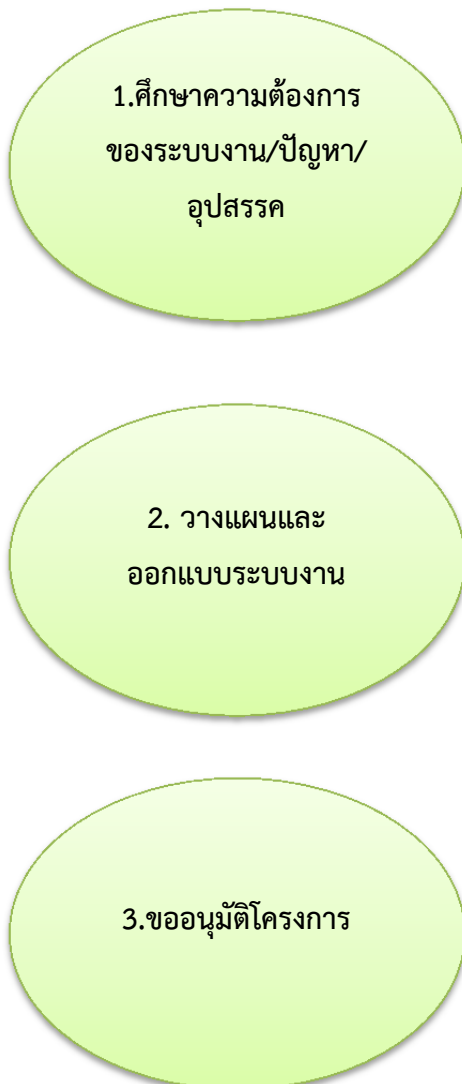 1.ศึกษาความต้องการ
ของระบบงาน/ปัญหา/
อุปสรรค
2. วางแผนและ
ออกแบบระบบงาน
3.ขออนุมัติโครงการ